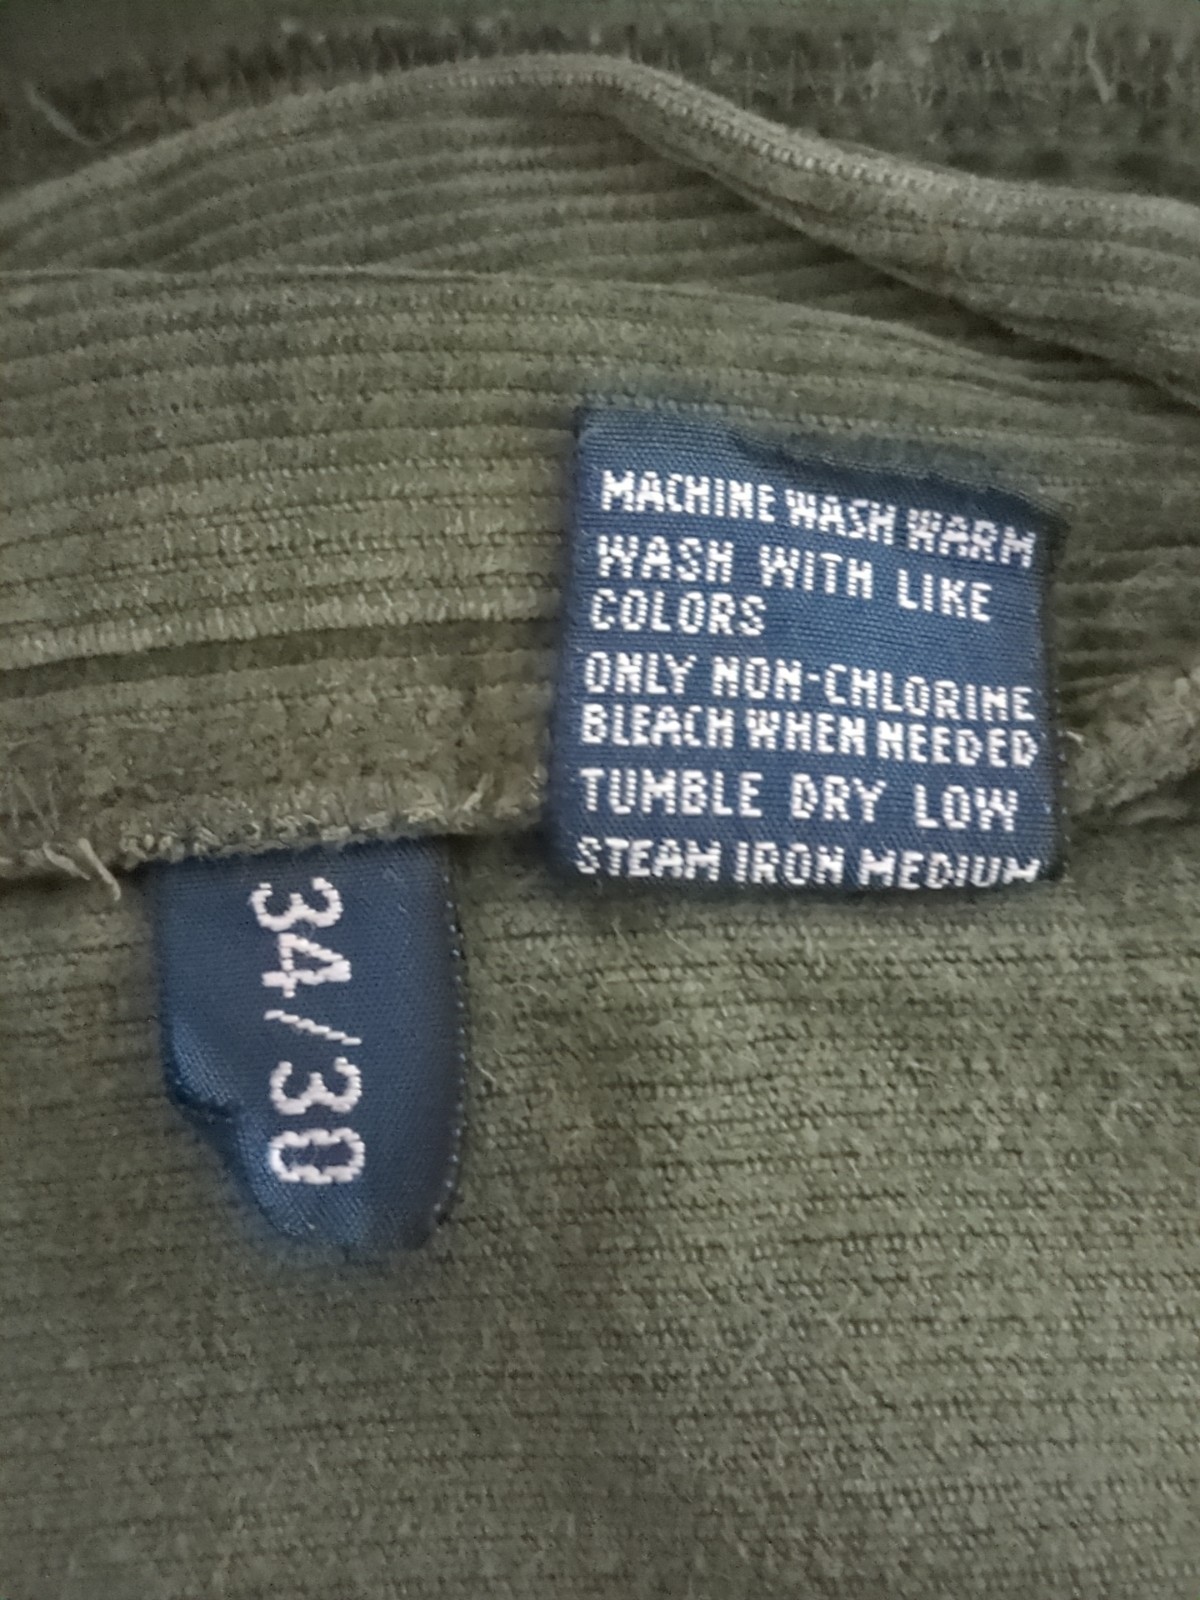 MACHINE WASH WARM
WASH WITH LIKE
COLORS
ONLY NON-CHLORINE
BLEACH WHEN NEEDED
TUMBLE DRY LOW
STEAM IRON MEDIUM
34/30